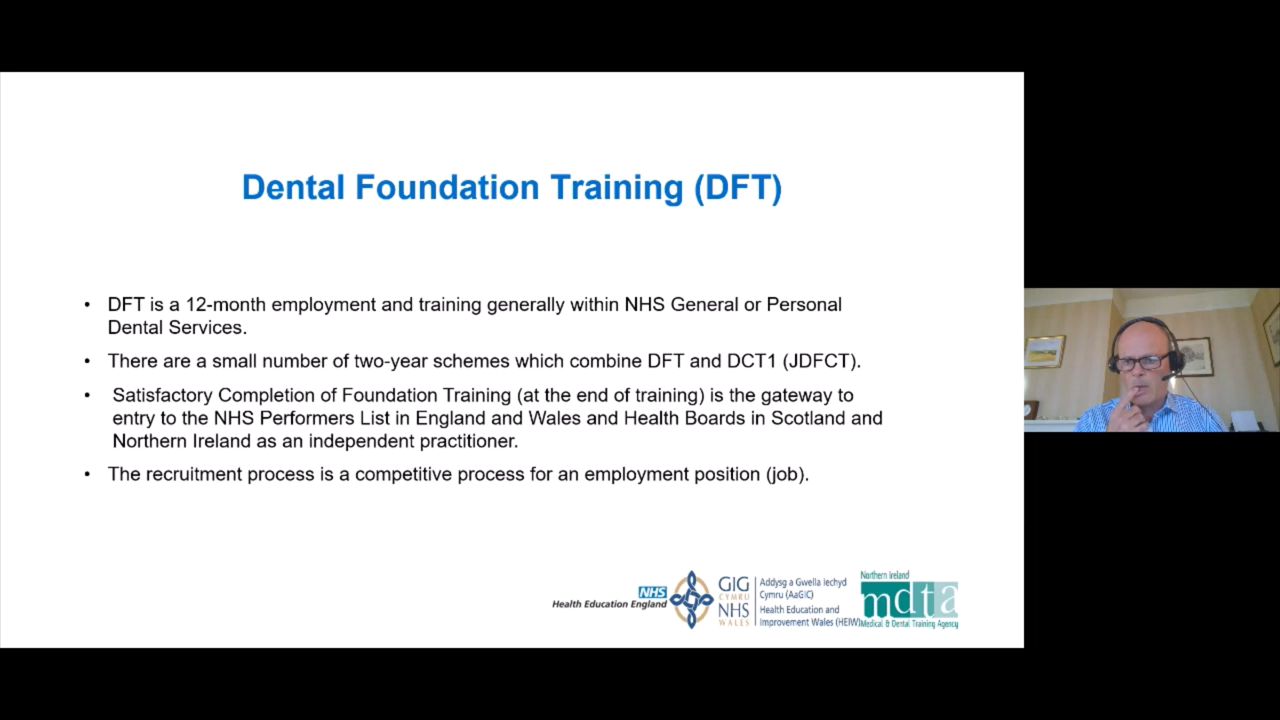 Dental Foundation Training (DFT)
• DFT is a 12-month employment and training generally within NHS General or Personal
Dental Services.
• There are a small number of two-year schemes which combine DFT and DCT1 (JDFCT).
• Satisfactory Completion of Foundation Training (at the end of training) is the gateway to
entry to the NHS Performers List in England and Wales and Health Boards in Scotland and
Northern Ireland as an independent practitioner.
• The recruitment process is a competitive process for an employment position (job).
NHS
Health Education England
GIG
CYMRU
NHS
WALES
Addysg a Gwella Iechyd
Cymru (AaGIC)
Health Education and
Improvement Wales (HEIW)
Northern Ireland
mdta
Medical & Dental Training Agency